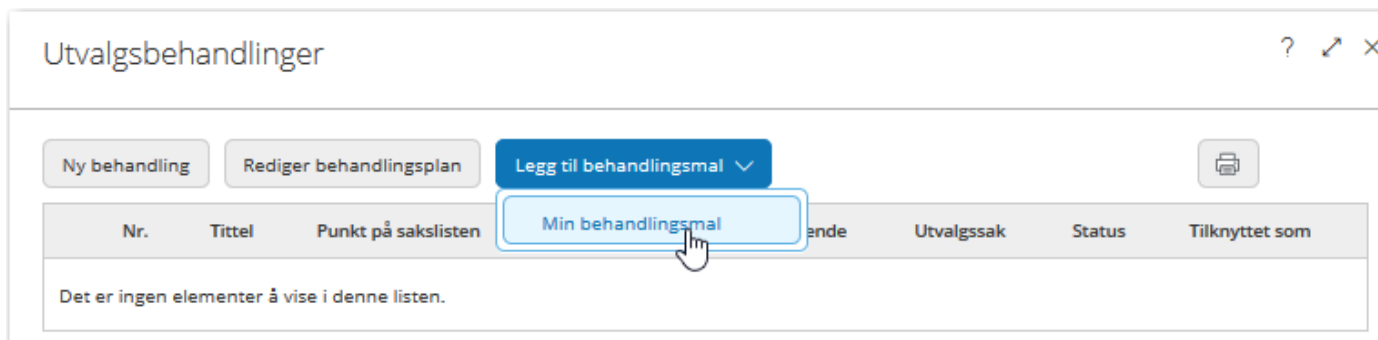 Utvalgsbehandlinger ?
Ny behandling Rediger behandlingsplan Legg til behandlingsmal
Min behandlingsmal
Nr. Tittel Punkt på sakslisten ende Utvalgssak Status Tilknyttet som
Det er ingen elementer å vise i denne listen.